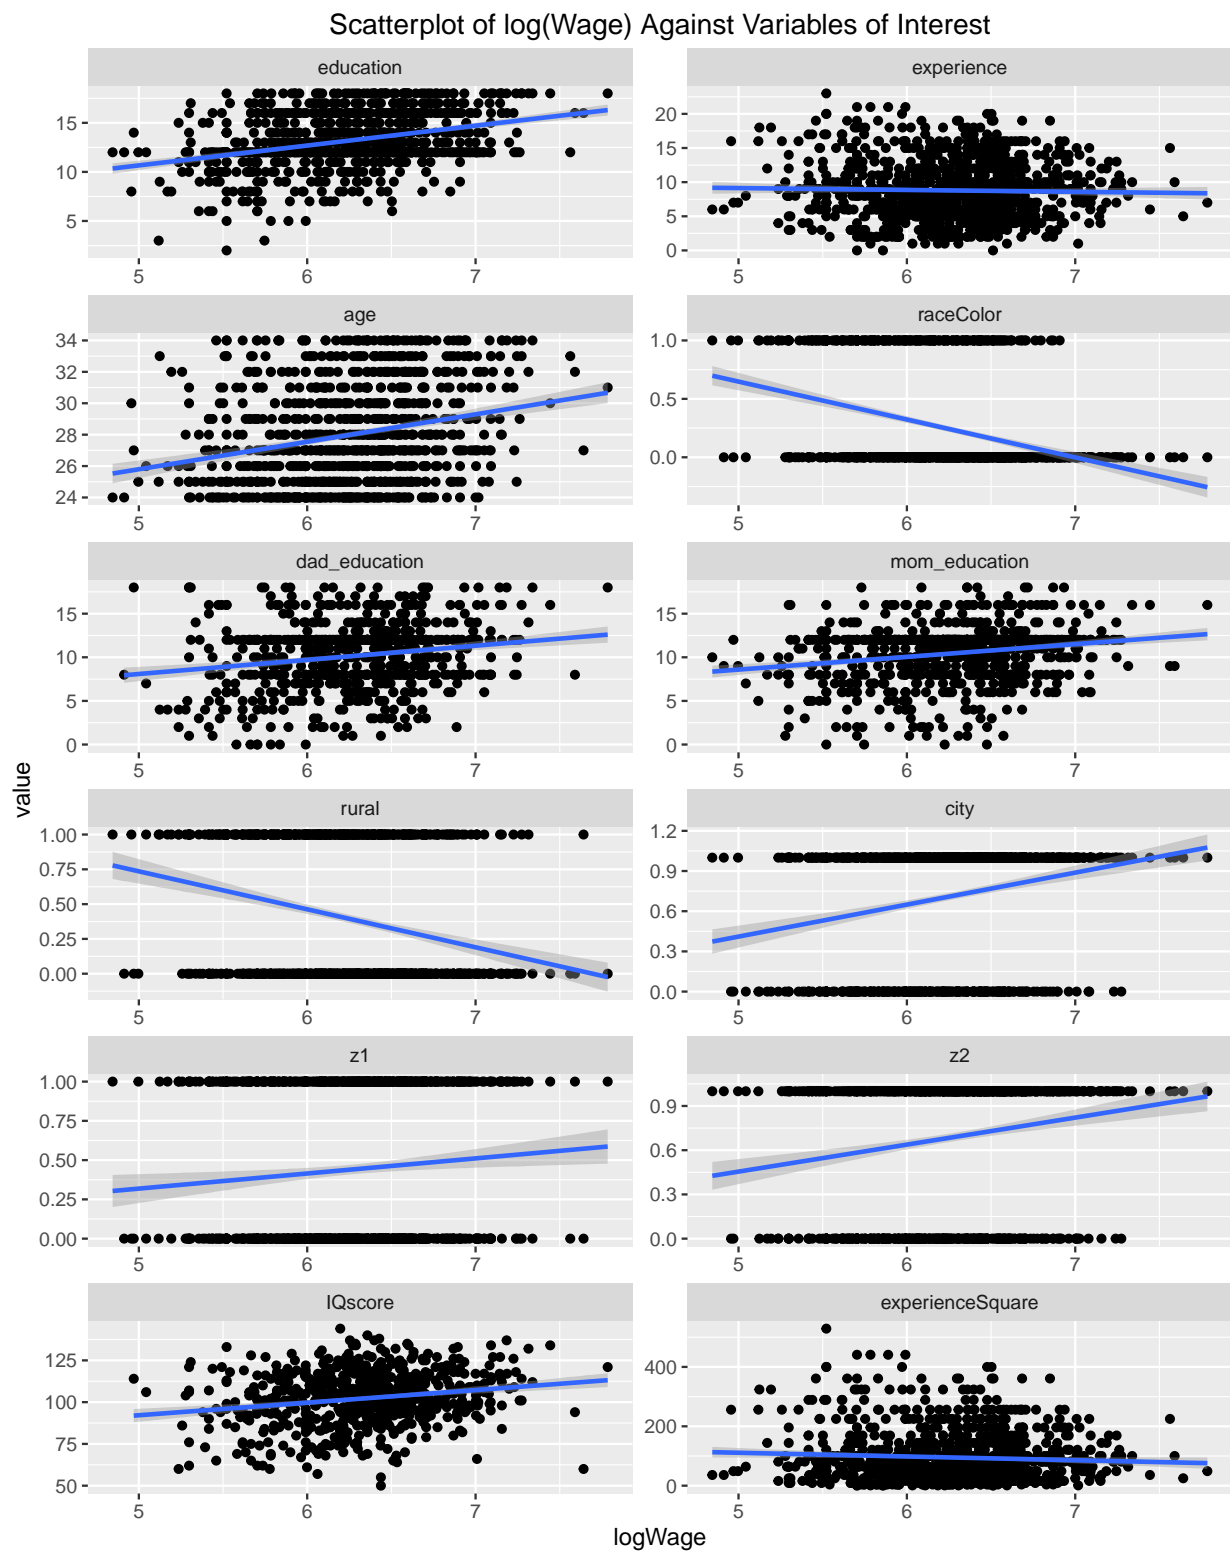 Scatterplot of log(Wage) Against Variables of Interest
education
experience
15
10
5
5 6 7
20
15
10
5
0
5 6 7
age
raceColor
34
32
30
28
26
24
5 6 7
1.0
0.5
0.0
5 6 7
dad_education
mom_education
15
10
5
0
5 6 7
15
10
5
0
5 6 7
value
rural
city
1.00
0.75
0.50
0.25
0.00
5 6 7
1.2
0.9
0.6
0.3
0.0
5 6 7
z1
z2
1.00
0.75
0.50
0.25
0.00
5 6 7
0.9
0.6
0.3
0.0
5 6 7
IQscore
experienceSquare
125
100
75
50
5 6 7
400
200
0
5 6 7
logWage